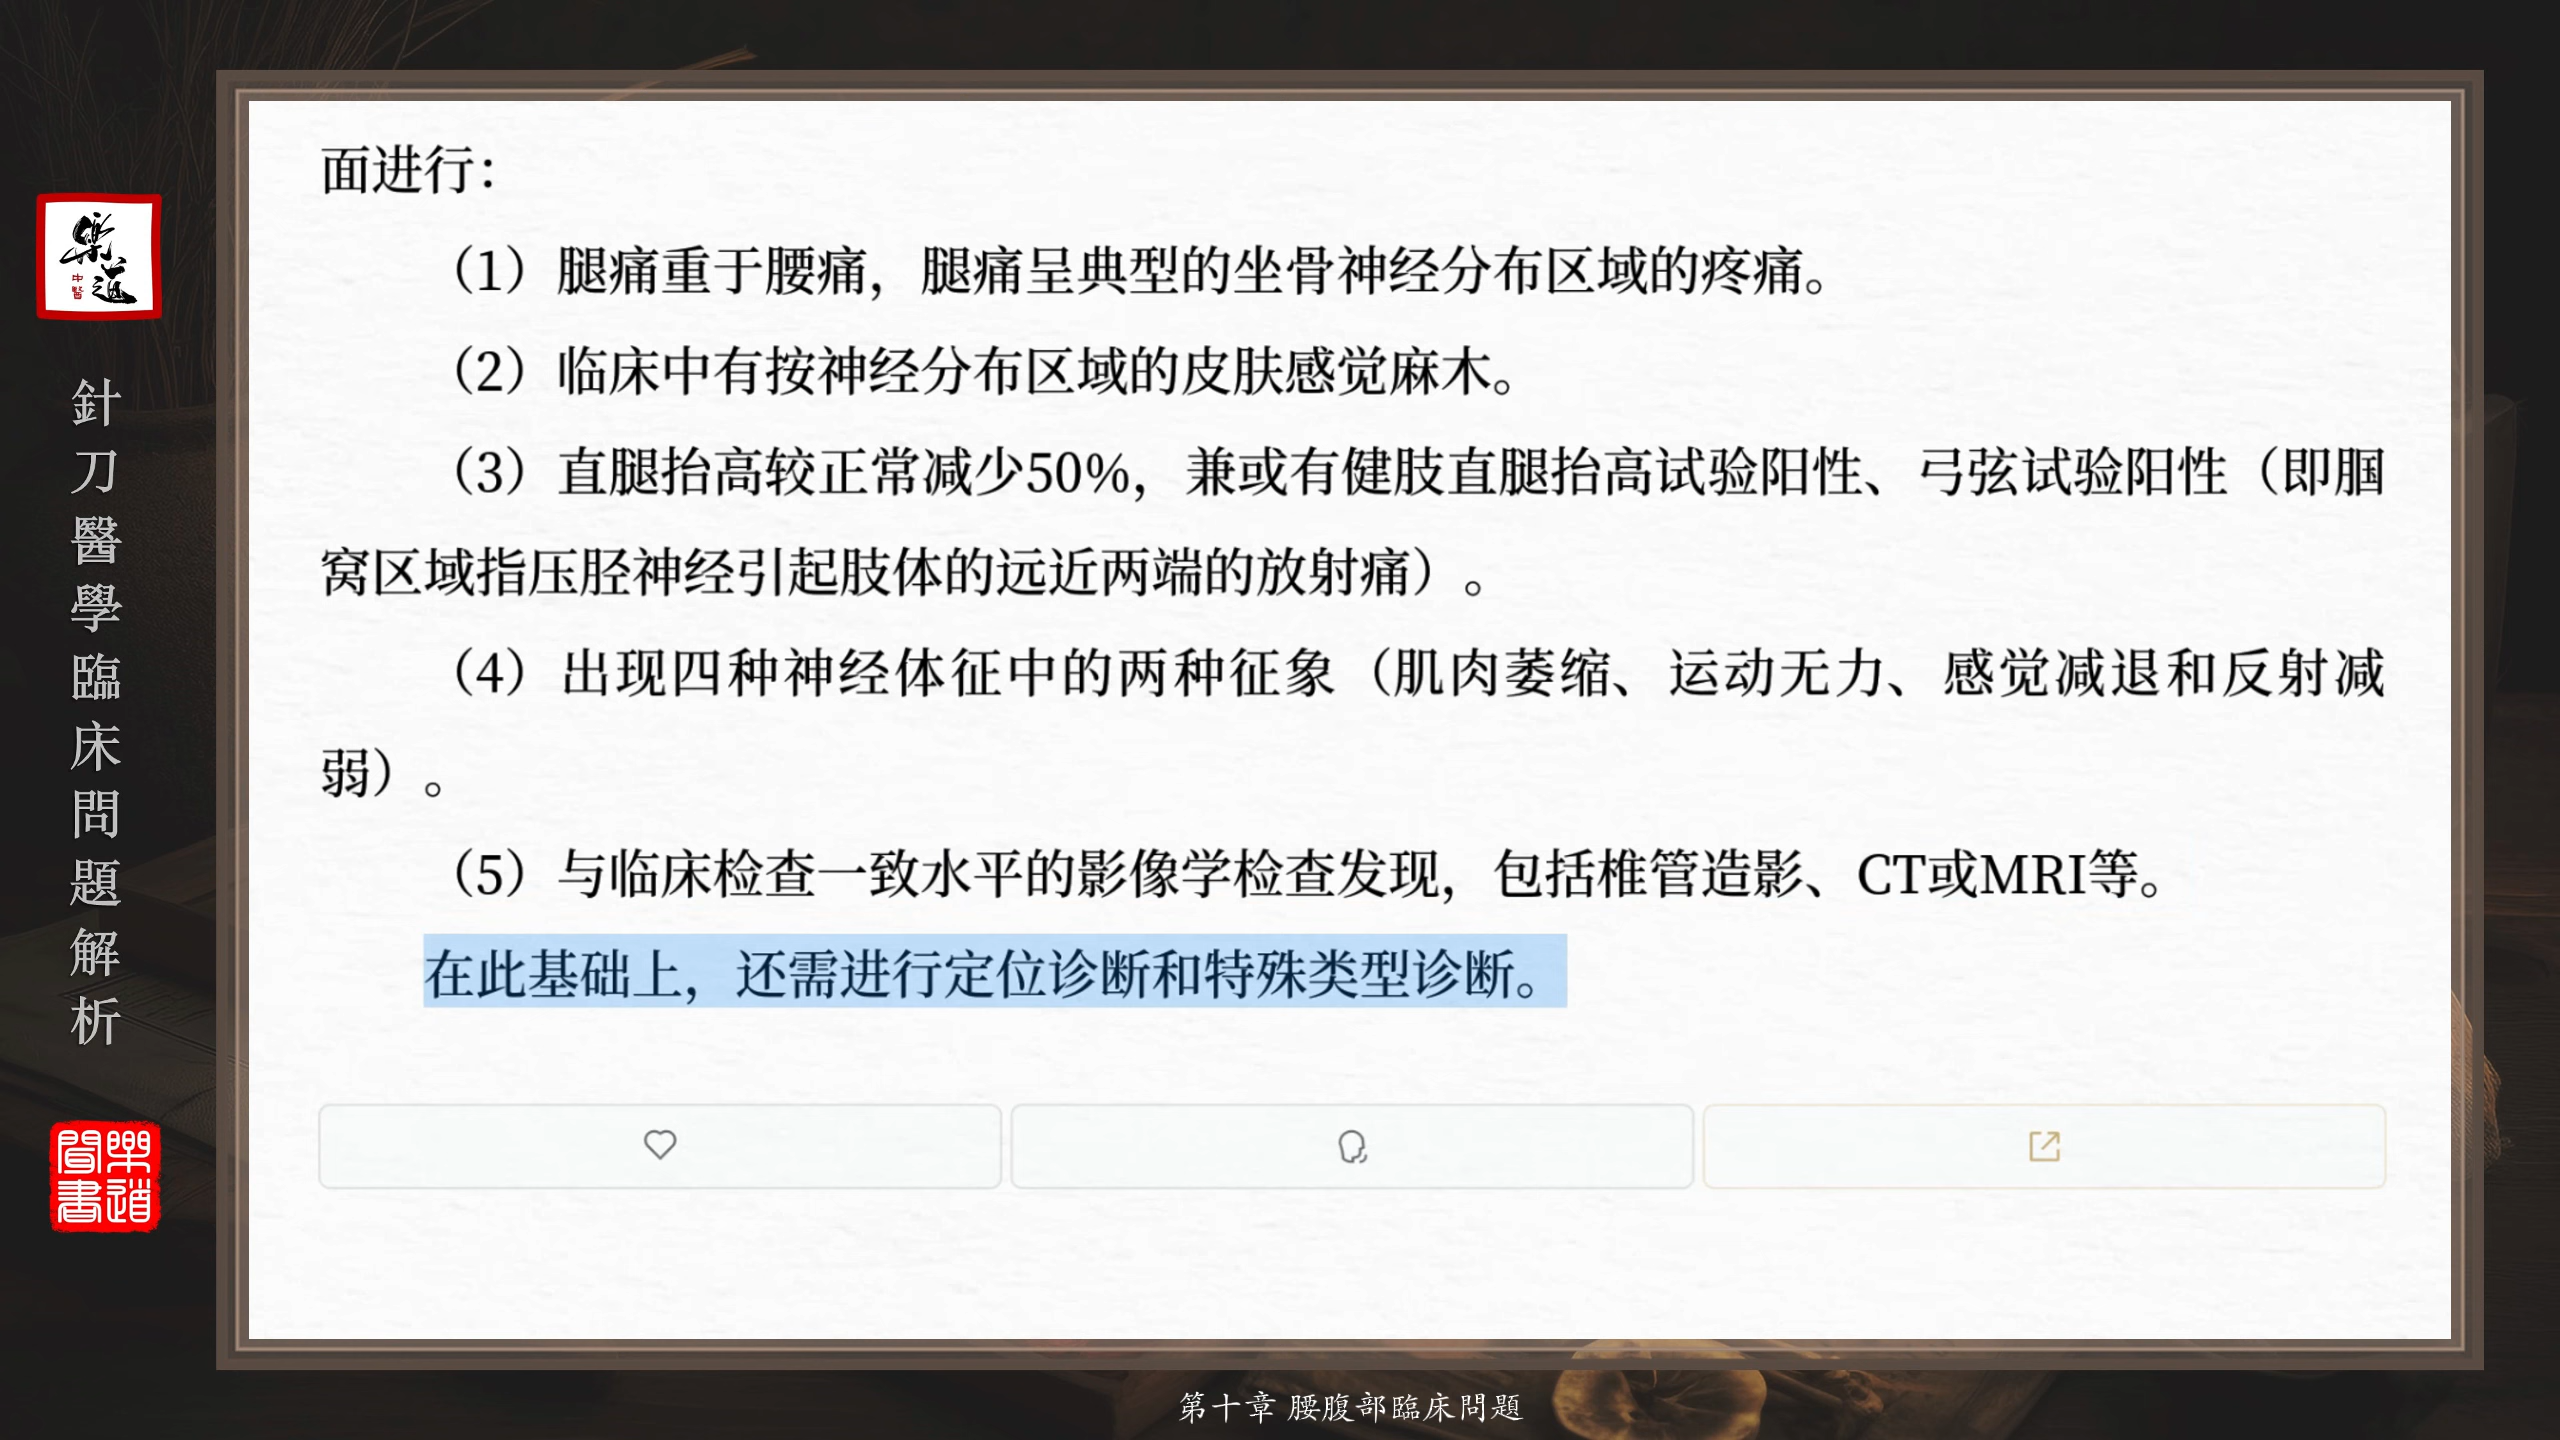 樂道
中醫
針刀醫學臨床問題解析
樂道
閱書
面进行：
（1）腿痛重于腰痛，腿痛呈典型的坐骨神经分布区域的疼痛。
（2）临床中有按神经分布区域的皮肤感觉麻木。
（3）直腿抬高较正常减少50%，兼或有健肢直腿抬高试验阳性、弓弦试验阳性（即腘
窝区域指压胫神经引起肢体的远近两端的放射痛）。
（4）出现四种神经体征中的两种征象（肌肉萎缩、运动无力、感觉减退和反射减
弱）。
（5）与临床检查一致水平的影像学检查发现，包括椎管造影、CT或MRI等。
在此基础上，还需进行定位诊断和特殊类型诊断。
第十章 腰腹部臨床問題